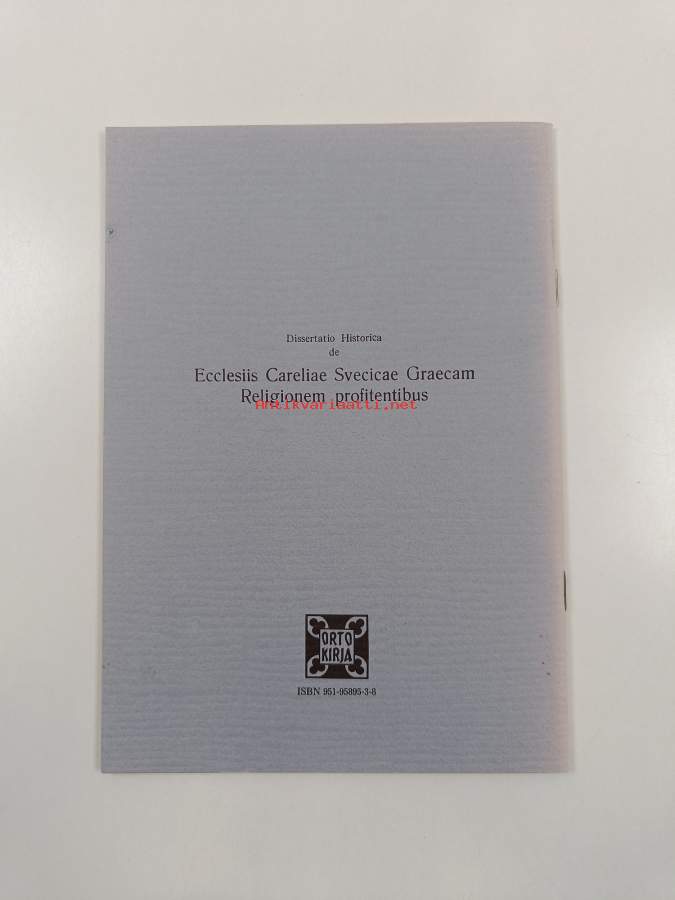 Dissertatio Historica
de
Ecclesiis Careliae Svecicae Graecam
Religionem profitentibus
Antikvariaatti.net
ORTO
KIRJA
ISBN 951-95895-3-8